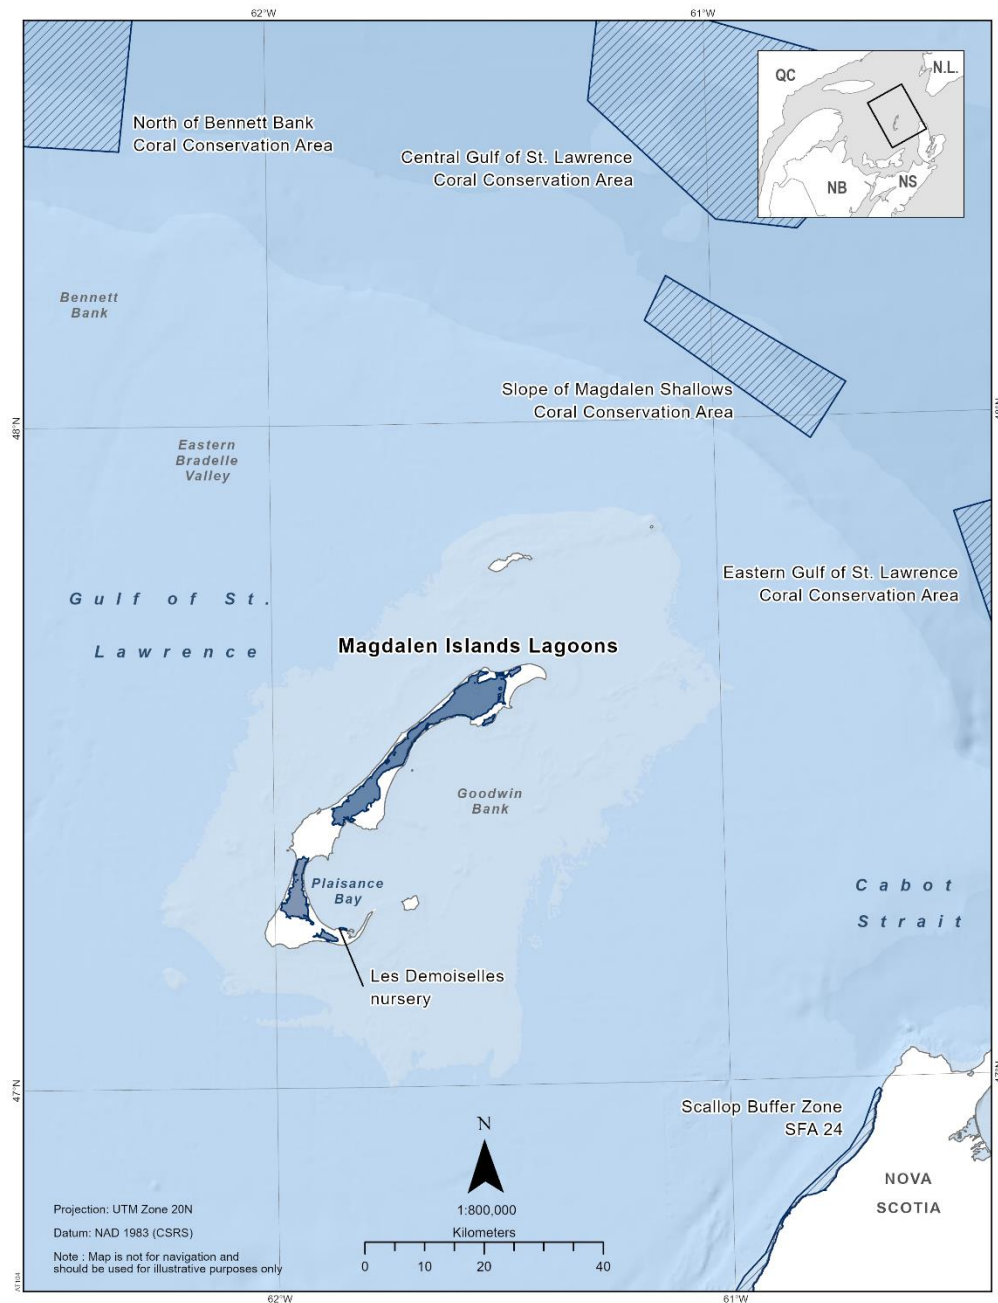 62°W
61°W
QC
N.L.
NB
NS
North of Bennett Bank
Coral Conservation Area
Central Gulf of St. Lawrence
Coral Conservation Area
Bennett
Bank
Slope of Magdalen Shallows
Coral Conservation Area
48°N
48°N
Eastern
Bradelle
Valley
Eastern Gulf of St. Lawrence
Coral Conservation Area
Gulf of St.
Lawrence
Magdalen Islands Lagoons
Goodwin
Bank
Plaisance
Bay
Cabot
Strait
Les Demoiselles
nursery
47°N
47°N
Scallop Buffer Zone
SFA 24
NOVA
SCOTIA
N
1:800,000
Kilometers
0 10 20 40
Projection: UTM Zone 20N
Datum: NAD 1983 (CSRS)
Note : Map is not for navigation and
should be used for illustrative purposes only
62°W
61°W